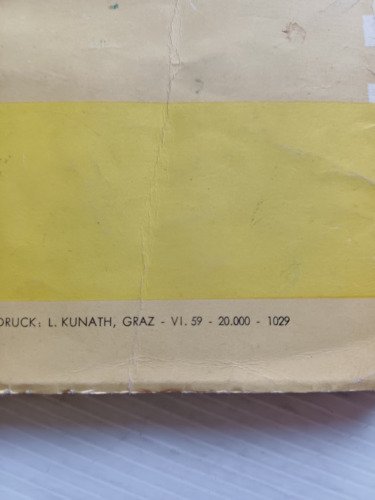 DRUCK: L. KUNATH, GRAZ - VI. 59 - 20.000 - 1029